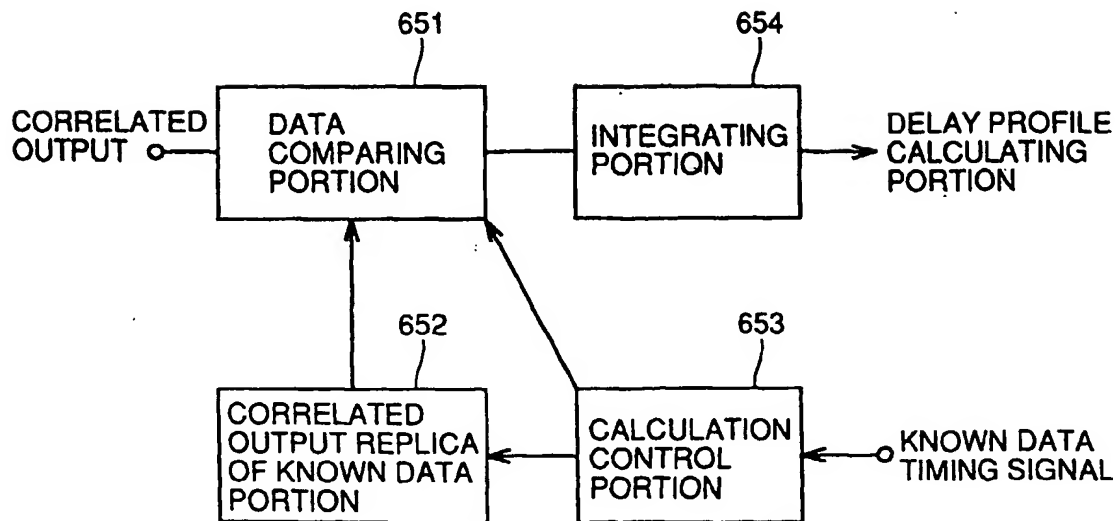 651
654
CORRELATED
OUTPUT
DATA
COMPARING
PORTION
INTEGRATING
PORTION
DELAY PROFILE
CALCULATING
PORTION
652
653
CORRELATED
OUTPUT REPLICA
OF KNOWN DATA
PORTION
CALCULATION
CONTROL
PORTION
KNOWN DATA
TIMING SIGNAL